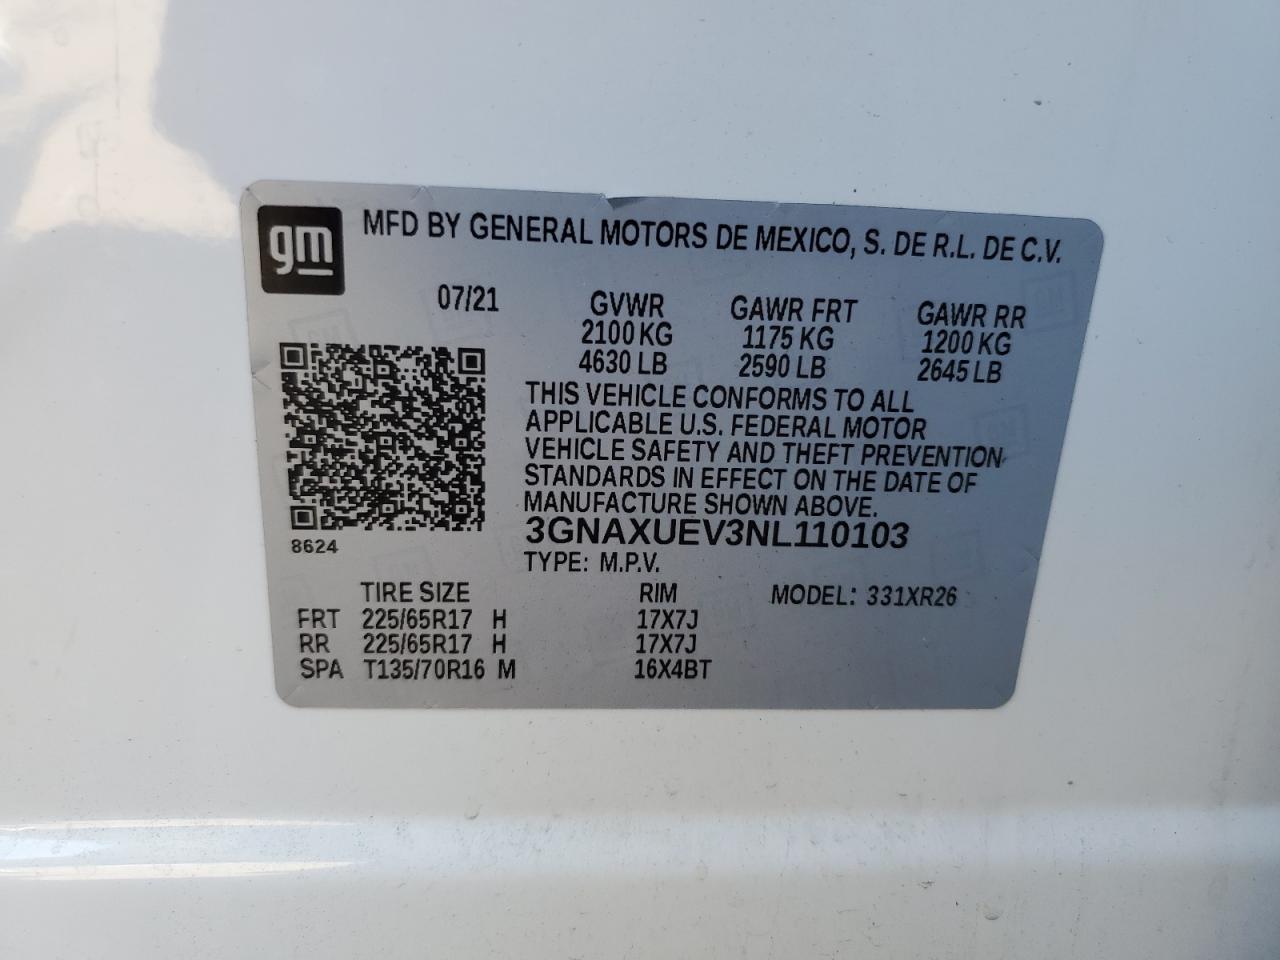 gm
MFD BY GENERAL MOTORS DE MEXICO, S. DE R.L. DE C.V.
07/21 GVWR GAWR FRT GAWR RR
2100 KG 1175 KG 1200 KG
4630 LB 2590 LB 2645 LB
THIS VEHICLE CONFORMS TO ALL
APPLICABLE U.S. FEDERAL MOTOR
VEHICLE SAFETY AND THEFT PREVENTION
STANDARDS IN EFFECT ON THE DATE OF
MANUFACTURE SHOWN ABOVE.
3GNAXUEV3NL110103
8624
TYPE: M.P.V.
TIRE SIZE RIM MODEL: 331XR26
FRT 225/65R17 H 17X7J
RR 225/65R17 H 17X7J
SPA T135/70R16 M 16X4BT